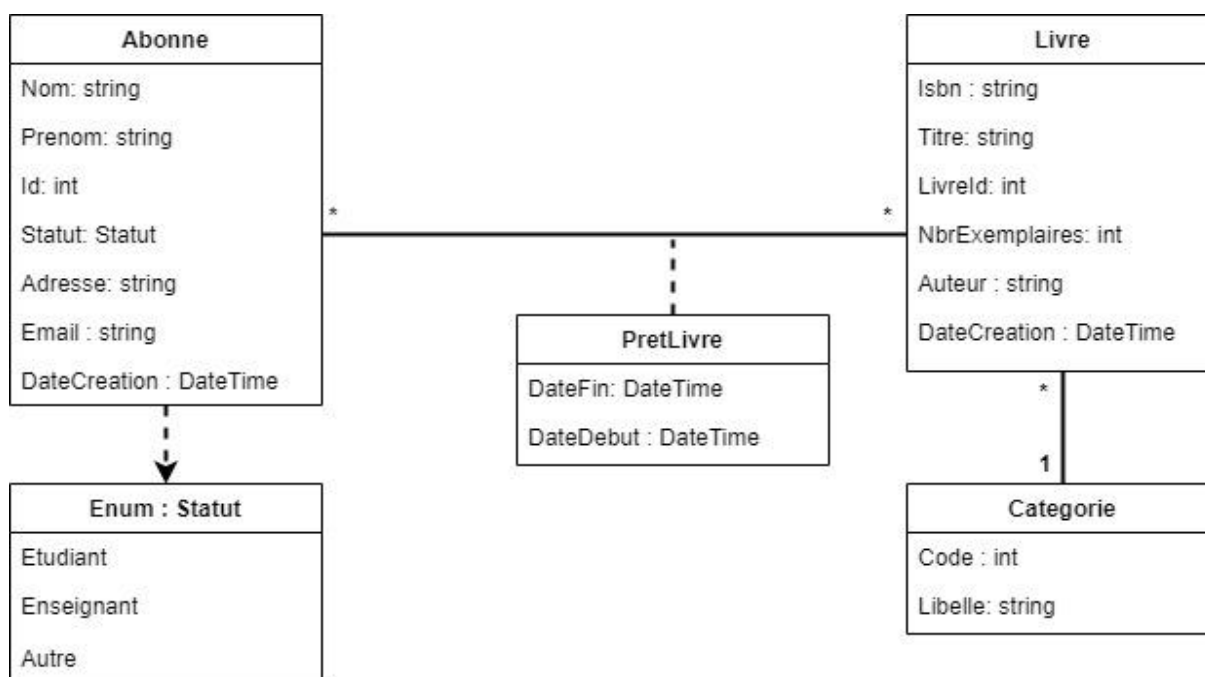 Abonne
Nom: string
Prenom: string
Id: int
Statut: Statut
Adresse: string
Email : string
DateCreation : DateTime
*
*
Livre
Isbn : string
Titre: string
LivreId: int
NbrExemplaires: int
Auteur : string
DateCreation : DateTime
PretLivre
DateFin: DateTime
DateDebut : DateTime
*
1
Enum : Statut
Etudiant
Enseignant
Autre
Categorie
Code : int
Libelle: string